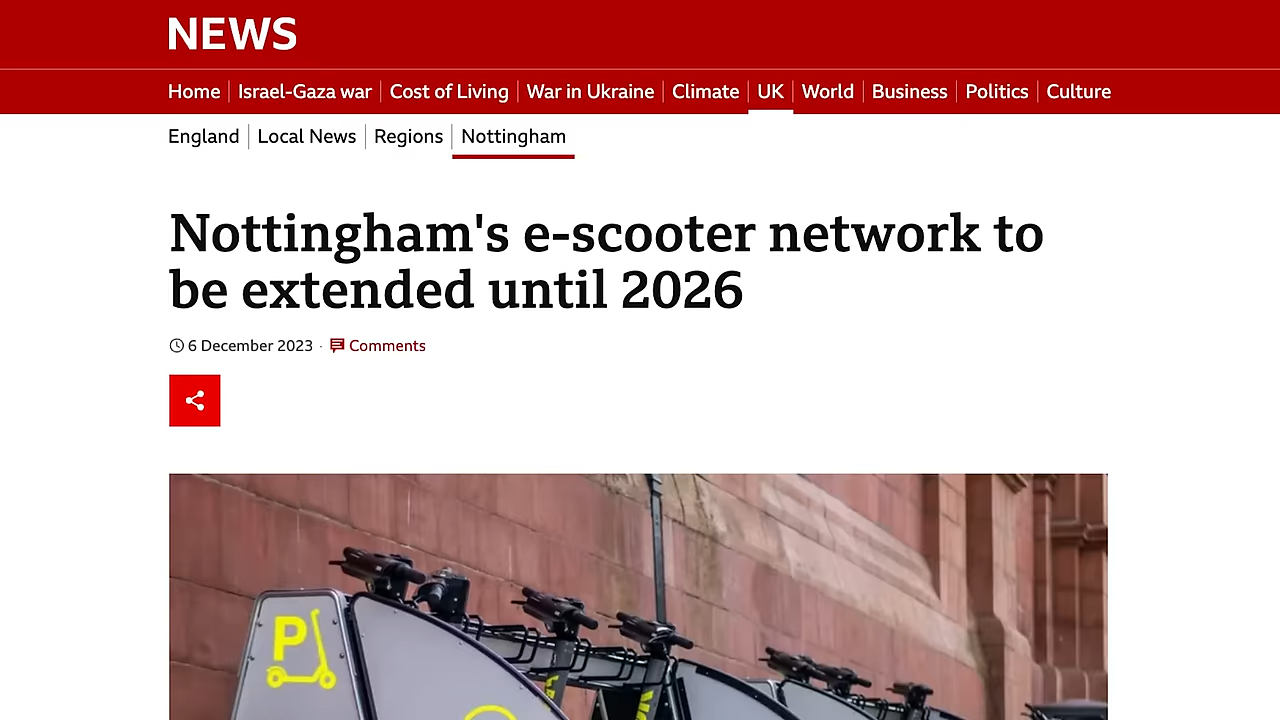 NEWS
Home Israel-Gaza war Cost of Living War in Ukraine Climate UK World Business Politics Culture
England Local News Regions Nottingham
Nottingham's e-scooter network to
be extended until 2026
6 December 2023 · Comments
P